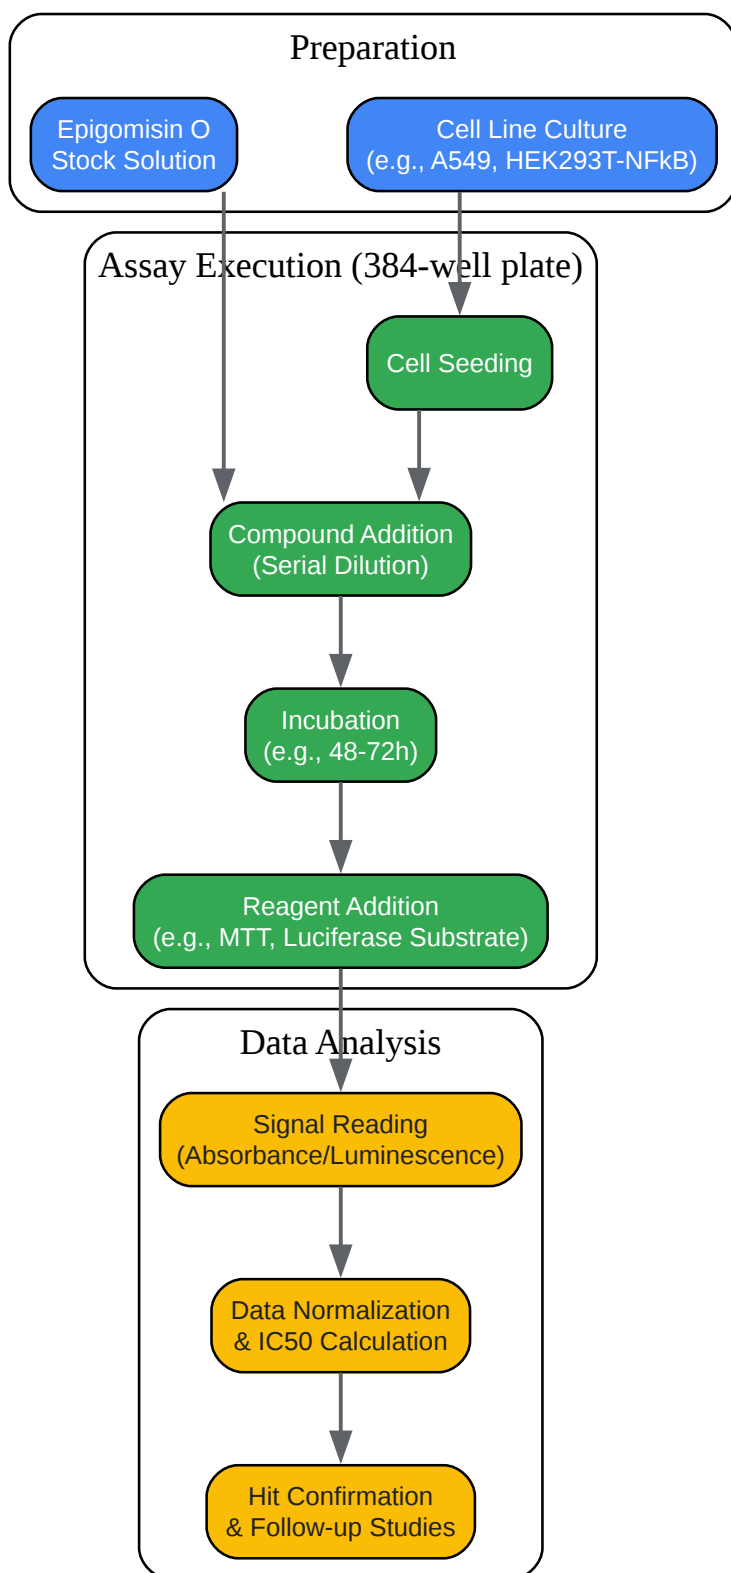 Preparation
Epigomisin O
Stock Solution
Cell Line Culture
(e.g., A549, HEK293T-NFkB)
Assay Execution (384-well plate)
Cell Seeding
Compound Addition
(Serial Dilution)
Incubation
(e.g., 48-72h)
Reagent Addition
(e.g., MTT, Luciferase Substrate)
Data Analysis
Signal Reading
(Absorbance/Luminescence)
Data Normalization
& IC50 Calculation
Hit Confirmation
& Follow-up Studies